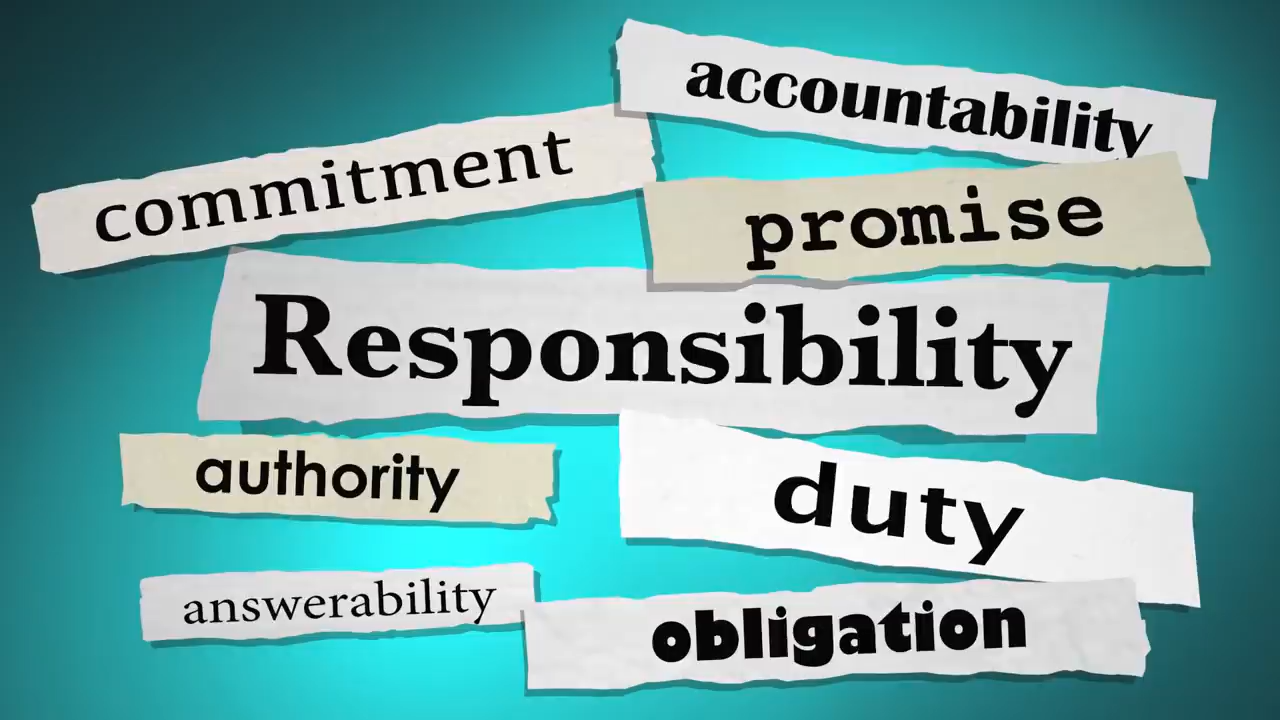 accountability
commitment
promise
Responsibility
authority
duty
answerability
obligation